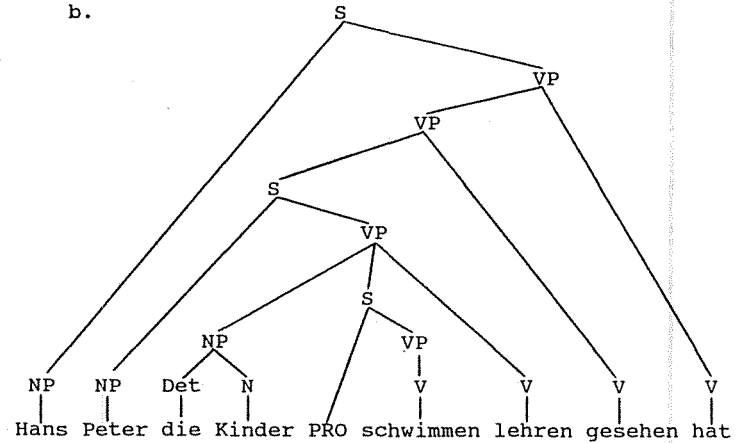 b.
S
VP
VP
S
VP
S
NP VP
NP NP Det N V V V V
Hans Peter die Kinder PRO schwimmen lehren gesehen hat